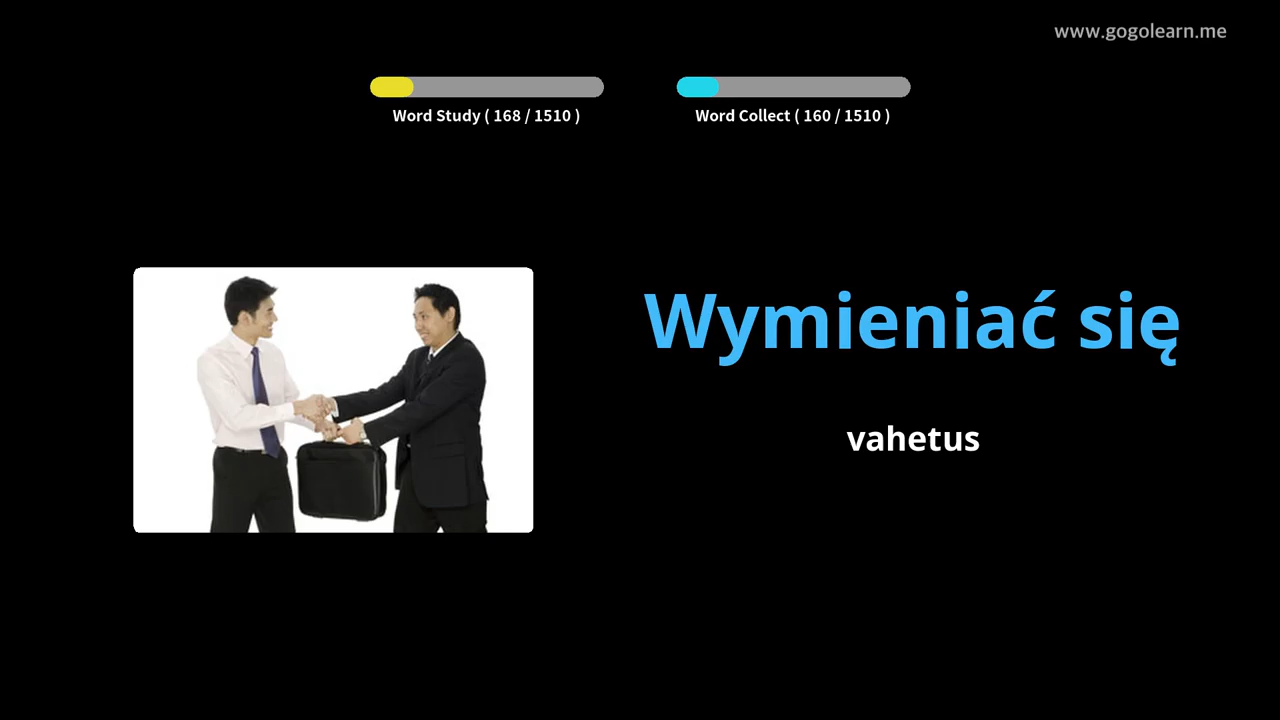 www.gogolearn.me
Word Study ( 168 / 1510 )
Word Collect ( 160 / 1510 )
Wymieniać się
vahetus